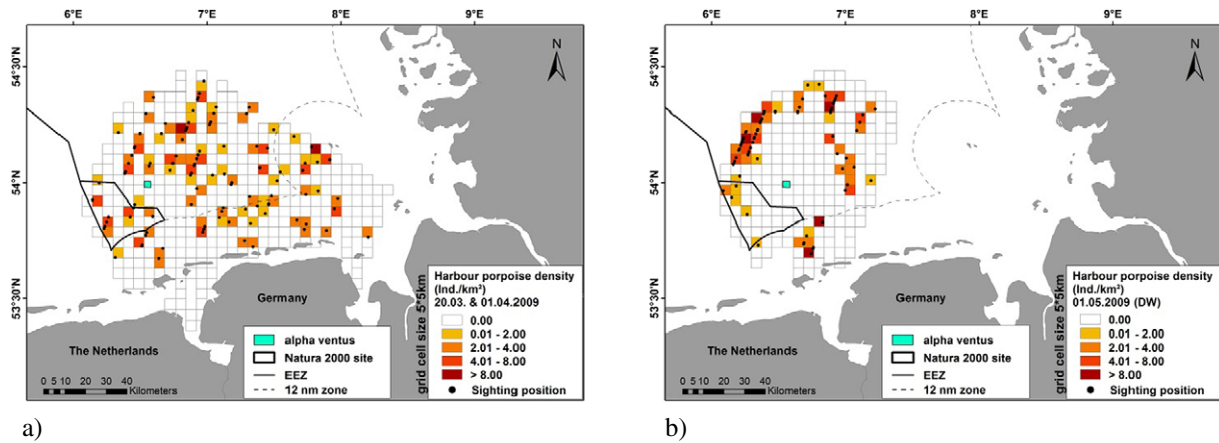 6°E 7°E 8°E 9°E
54°30'N
54°0'N
53°30'N
N
Germany
The Netherlands
0 5 10 20 30 40
Kilometers
alpha ventus
Natura 2000 site
EEZ
12 nm zone
grid cell size 5*5km
Harbour porpoise density
(Ind./km²)
20.03. & 01.04.2009
0.00
0.01 - 2.00
2.01 - 4.00
4.01 - 8.00
> 8.00
Sighting position
a)
6°E 7°E 8°E 9°E
54°30'N
54°0'N
53°30'N
N
Germany
The Netherlands
0 5 10 20 30 40
Kilometers
alpha ventus
Natura 2000 site
EEZ
12 nm zone
grid cell size 5*5km
Harbour porpoise density
(Ind./km²)
01.05.2009 (DW)
0.00
0.01 - 2.00
2.01 - 4.00
4.01 - 8.00
> 8.00
Sighting position
b)